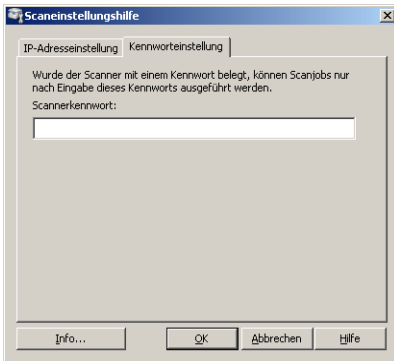 Scaneinstellungshilfe
IP-Adresseinstellung Kennworteinstellung
Wurde der Scanner mit einem Kennwort belegt, können Scanjobs nur
nach Eingabe dieses Kennworts ausgeführt werden.
Scannerkennwort:
Info... OK Abbrechen Hilfe